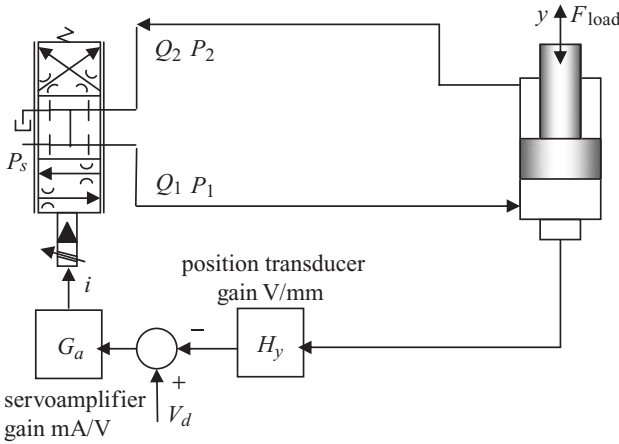 y F_load
Q_2 P_2
P_s
Q_1 P_1
position transducer
gain V/mm
i
G_a
−
H_y
+
servoamplifier
gain mA/V
V_d